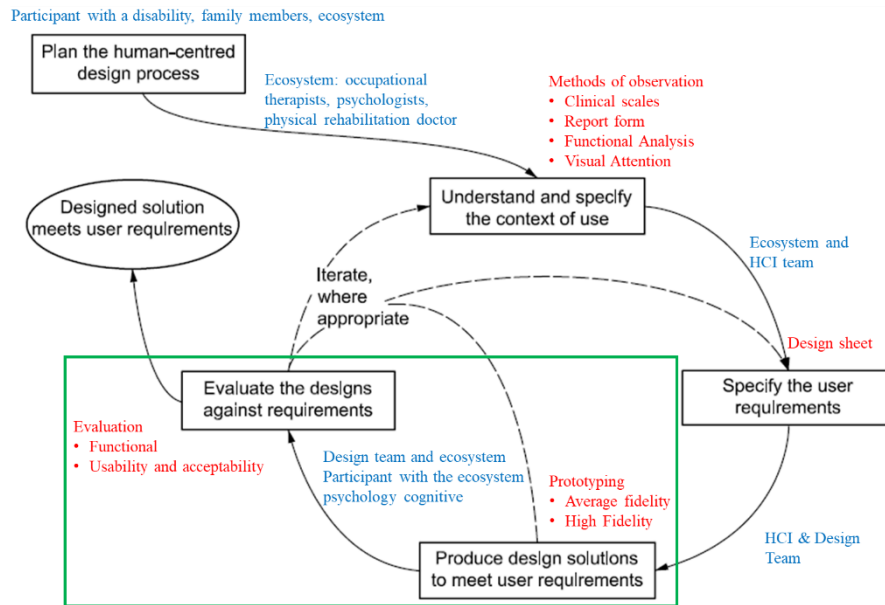 Participant with a disability, family members, ecosystem
Plan the human-centred
design process
Ecosystem: occupational
therapists, psychologists,
physical rehabilitation doctor
Methods of observation
• Clinical scales
• Report form
• Functional Analysis
• Visual Attention
Understand and specify
the context of use
Designed solution
meets user requirements
Ecosystem and
HCI team
Iterate,
where
appropriate
Design sheet
Specify the user
requirements
Evaluate the designs
against requirements
Evaluation
• Functional
• Usability and acceptability
Design team and ecosystem
Participant with the ecosystem
psychology cognitive
Prototyping
• Average fidelity
• High Fidelity
HCI & Design
Team
Produce design solutions
to meet user requirements